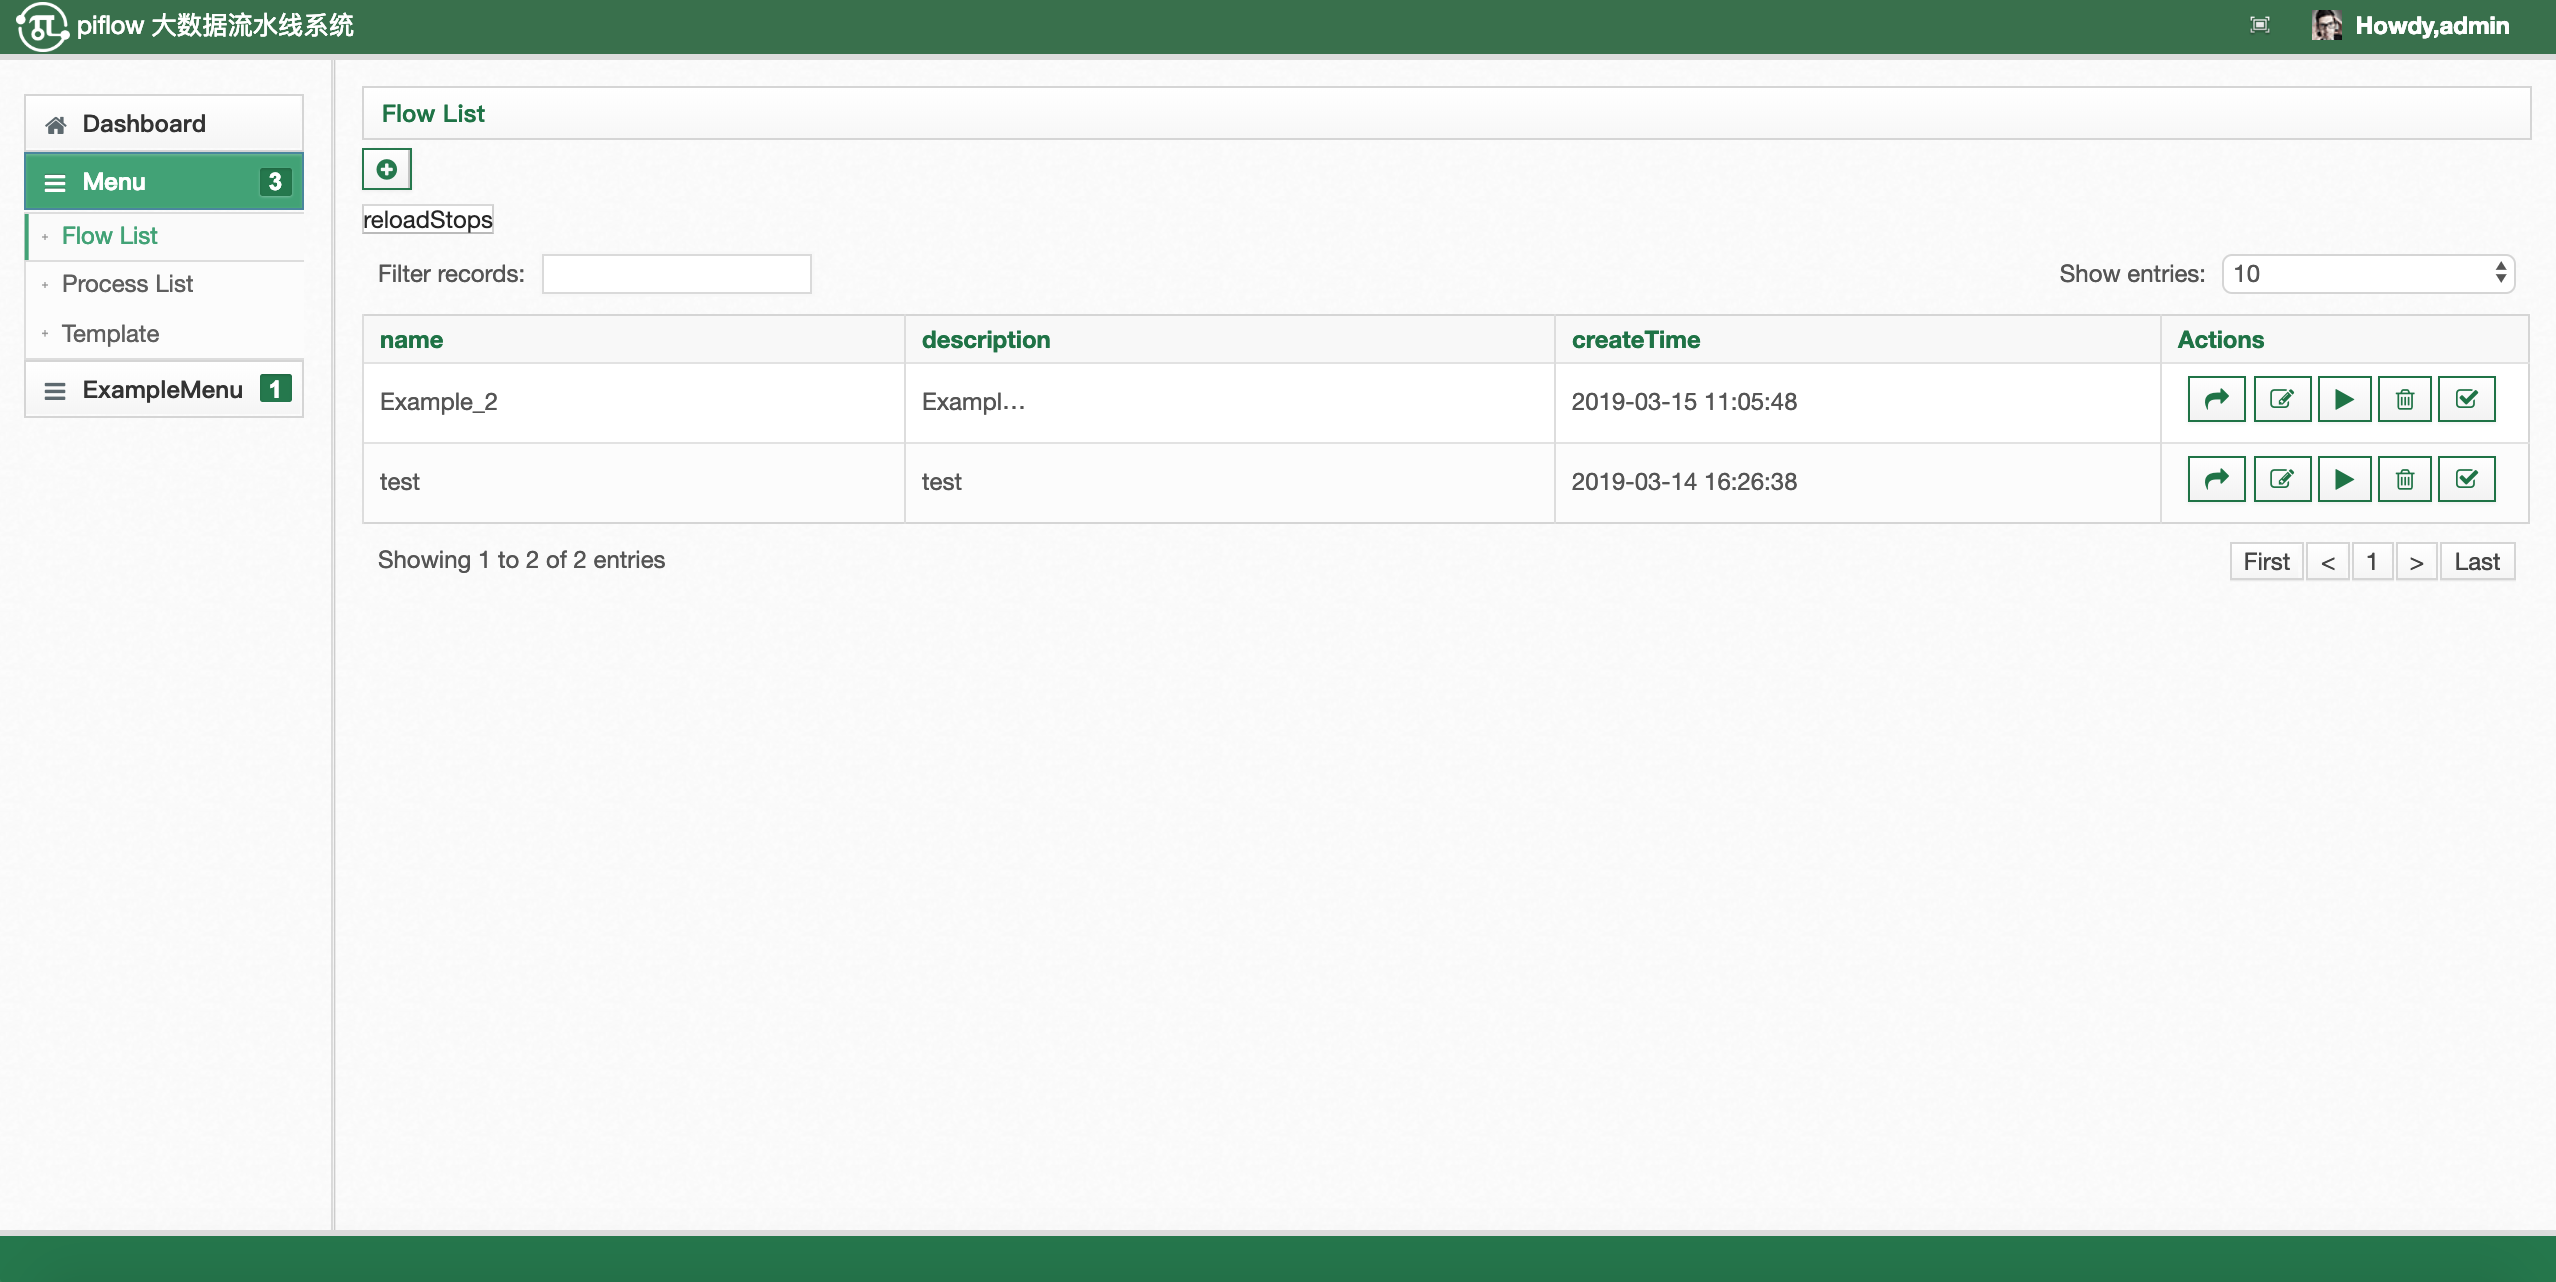 piflow 大数据流水线系统
Howdy,admin
Dashboard
Menu 3
Flow List
Process List
Template
ExampleMenu 1
Flow List
reloadStops
Filter records:
Show entries: 10
name description createTime Actions
Example_2 Exampl... 2019-03-15 11:05:48
test test 2019-03-14 16:26:38
Showing 1 to 2 of 2 entries
First < 1 > Last